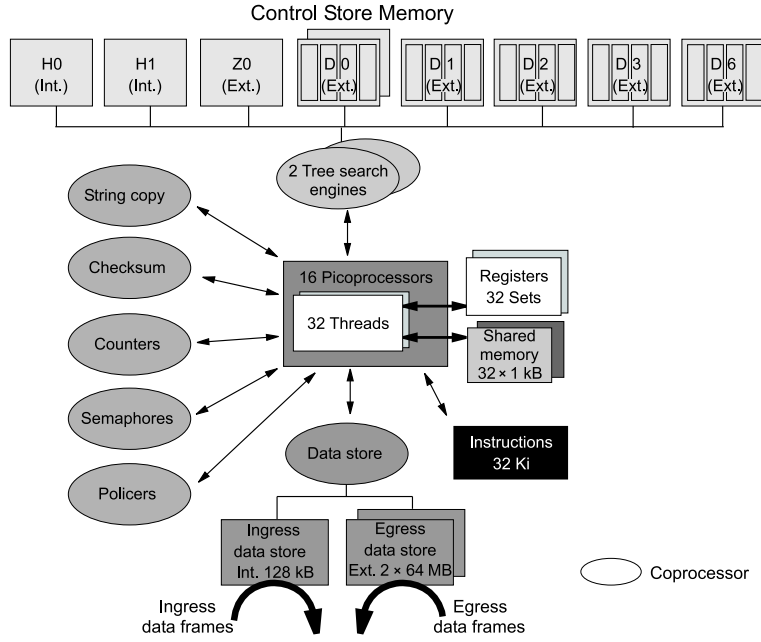 Control Store Memory
H0
(Int.)
H1
(Int.)
Z0
(Ext.)
D 0
(Ext.)
D 1
(Ext.)
D 2
(Ext.)
D 3
(Ext.)
D 6
(Ext.)
2 Tree search
engines
String copy
Checksum
Counters
Semaphores
Policers
16 Picoprocessors
32 Threads
Registers
32 Sets
Shared
memory
32 × 1 kB
Instructions
32 Ki
Data store
Ingress
data store
Int. 128 kB
Egress
data store
Ext. 2 × 64 MB
Ingress
data frames
Egress
data frames
Coprocessor